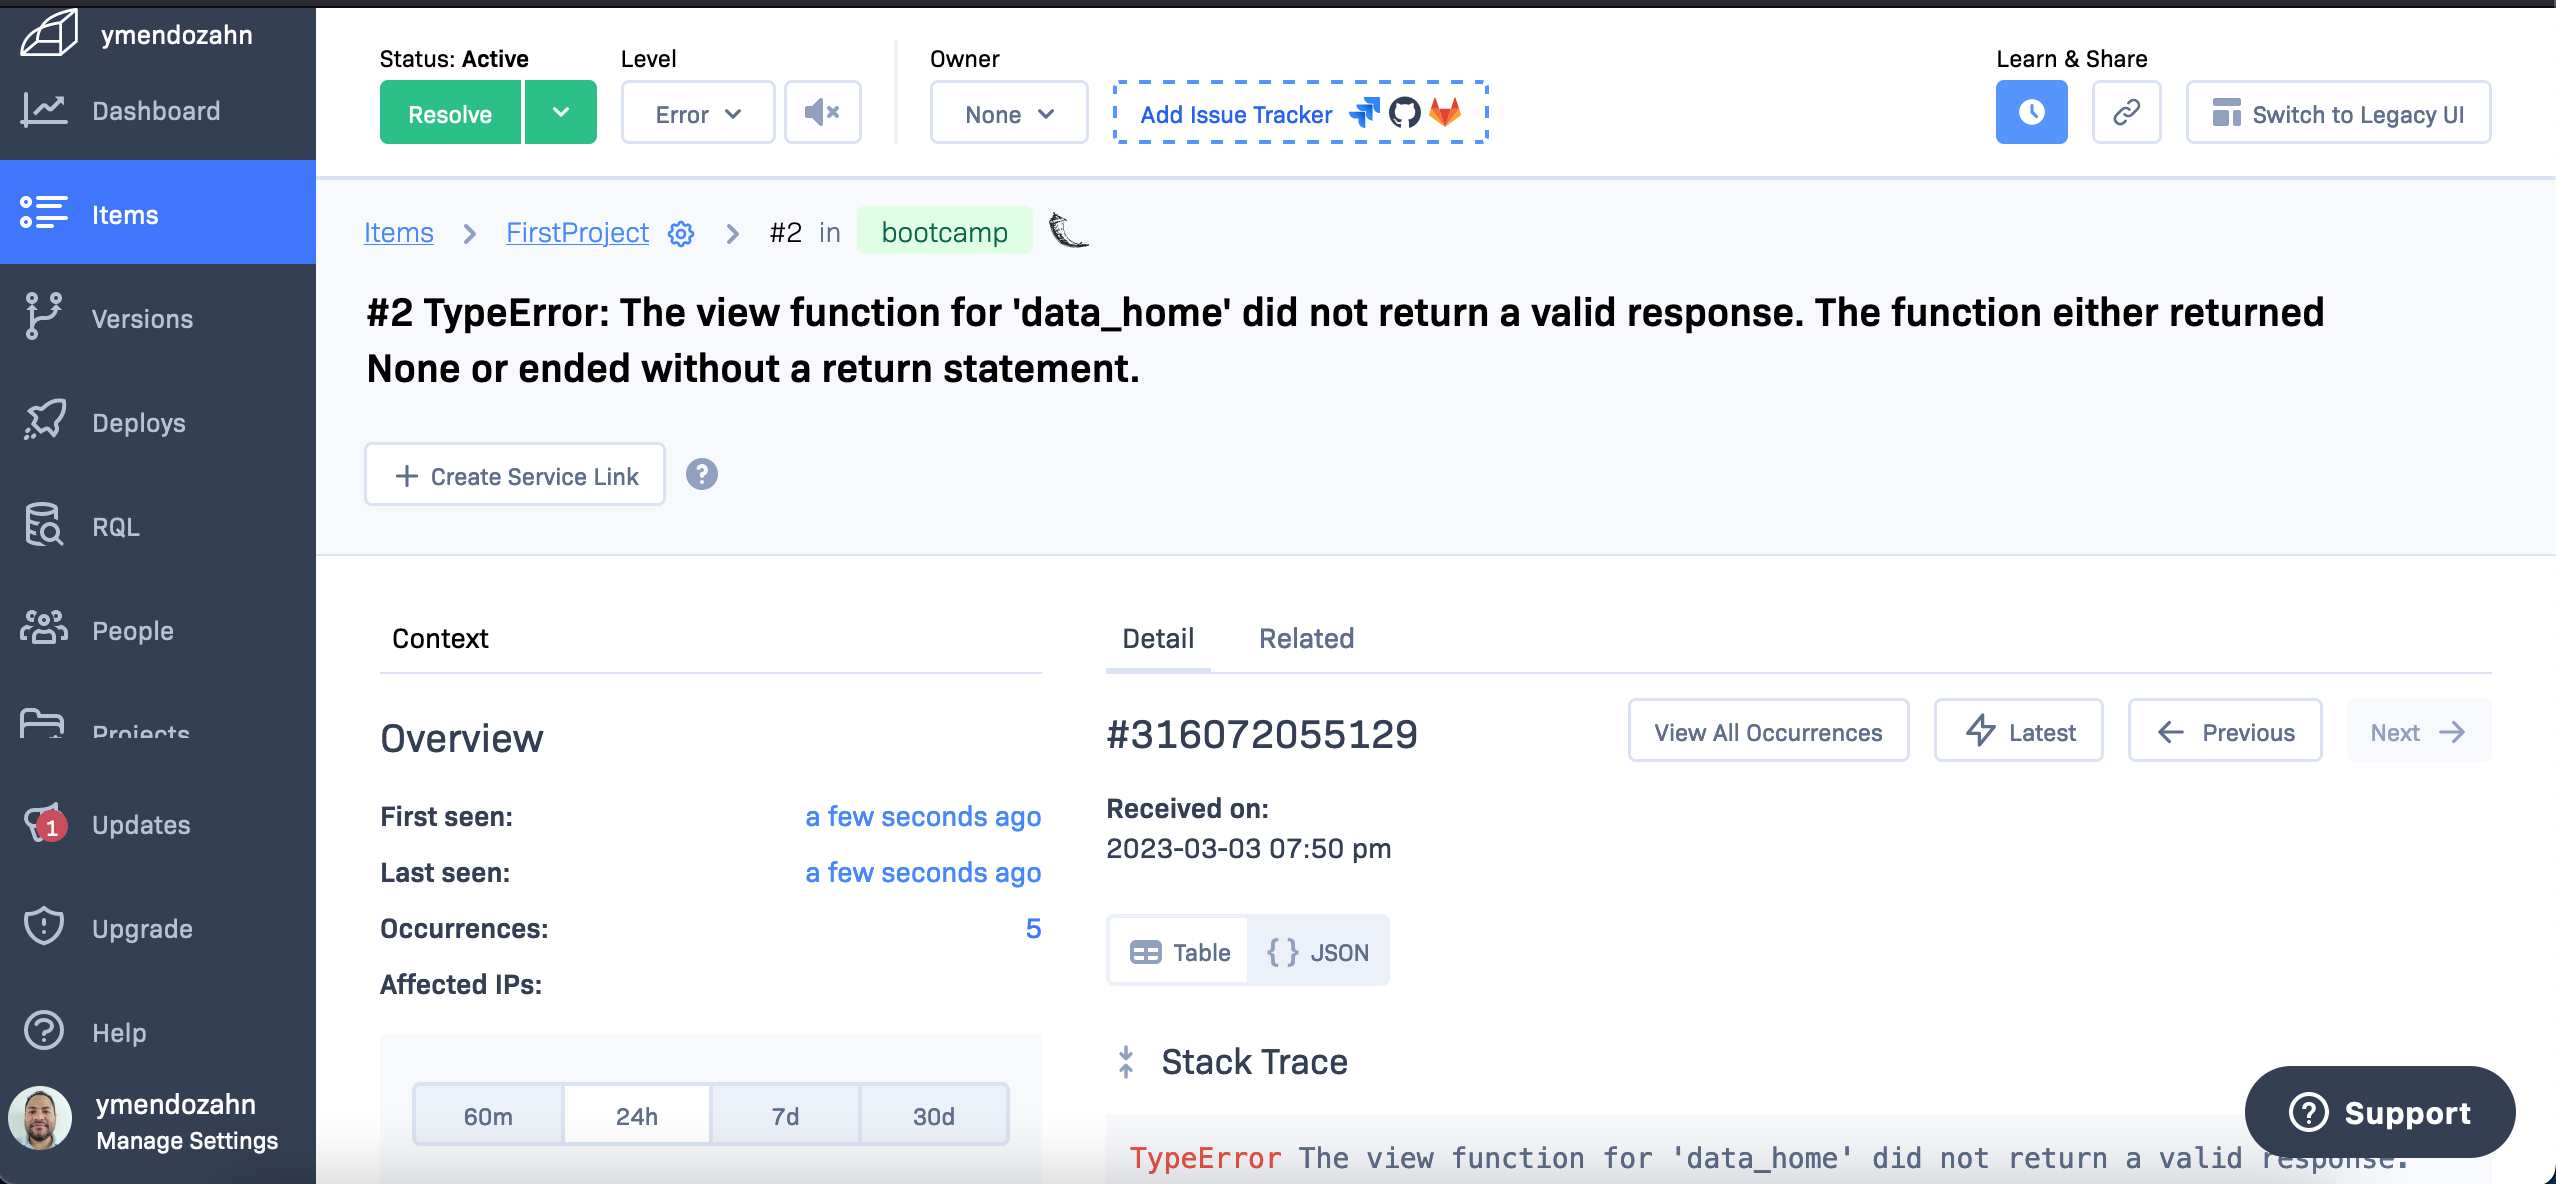 ymendozahn
Dashboard
Items
Versions
Deploys
RQL
People
Projects
1
Updates
Upgrade
Help
ymendozahn
Manage Settings
Status: Active
Resolve
Level
Error
Owner
None
Add Issue Tracker
Learn & Share
Switch to Legacy UI
Items
FirstProject
#2 in bootcamp
#2 TypeError: The view function for 'data_home' did not return a valid response. The function either returned
None or ended without a return statement.
Create Service Link
?
Context
Overview
First seen: a few seconds ago
Last seen: a few seconds ago
Occurrences: 5
Affected IPs:
60m 24h 7d 30d
Detail Related
#316072055129
View All Occurrences
Latest
Previous
Next
Received on:
2023-03-03 07:50 pm
Table
{ } JSON
Stack Trace
TypeError The view function for 'data_home' did not return a valid response.
? Support